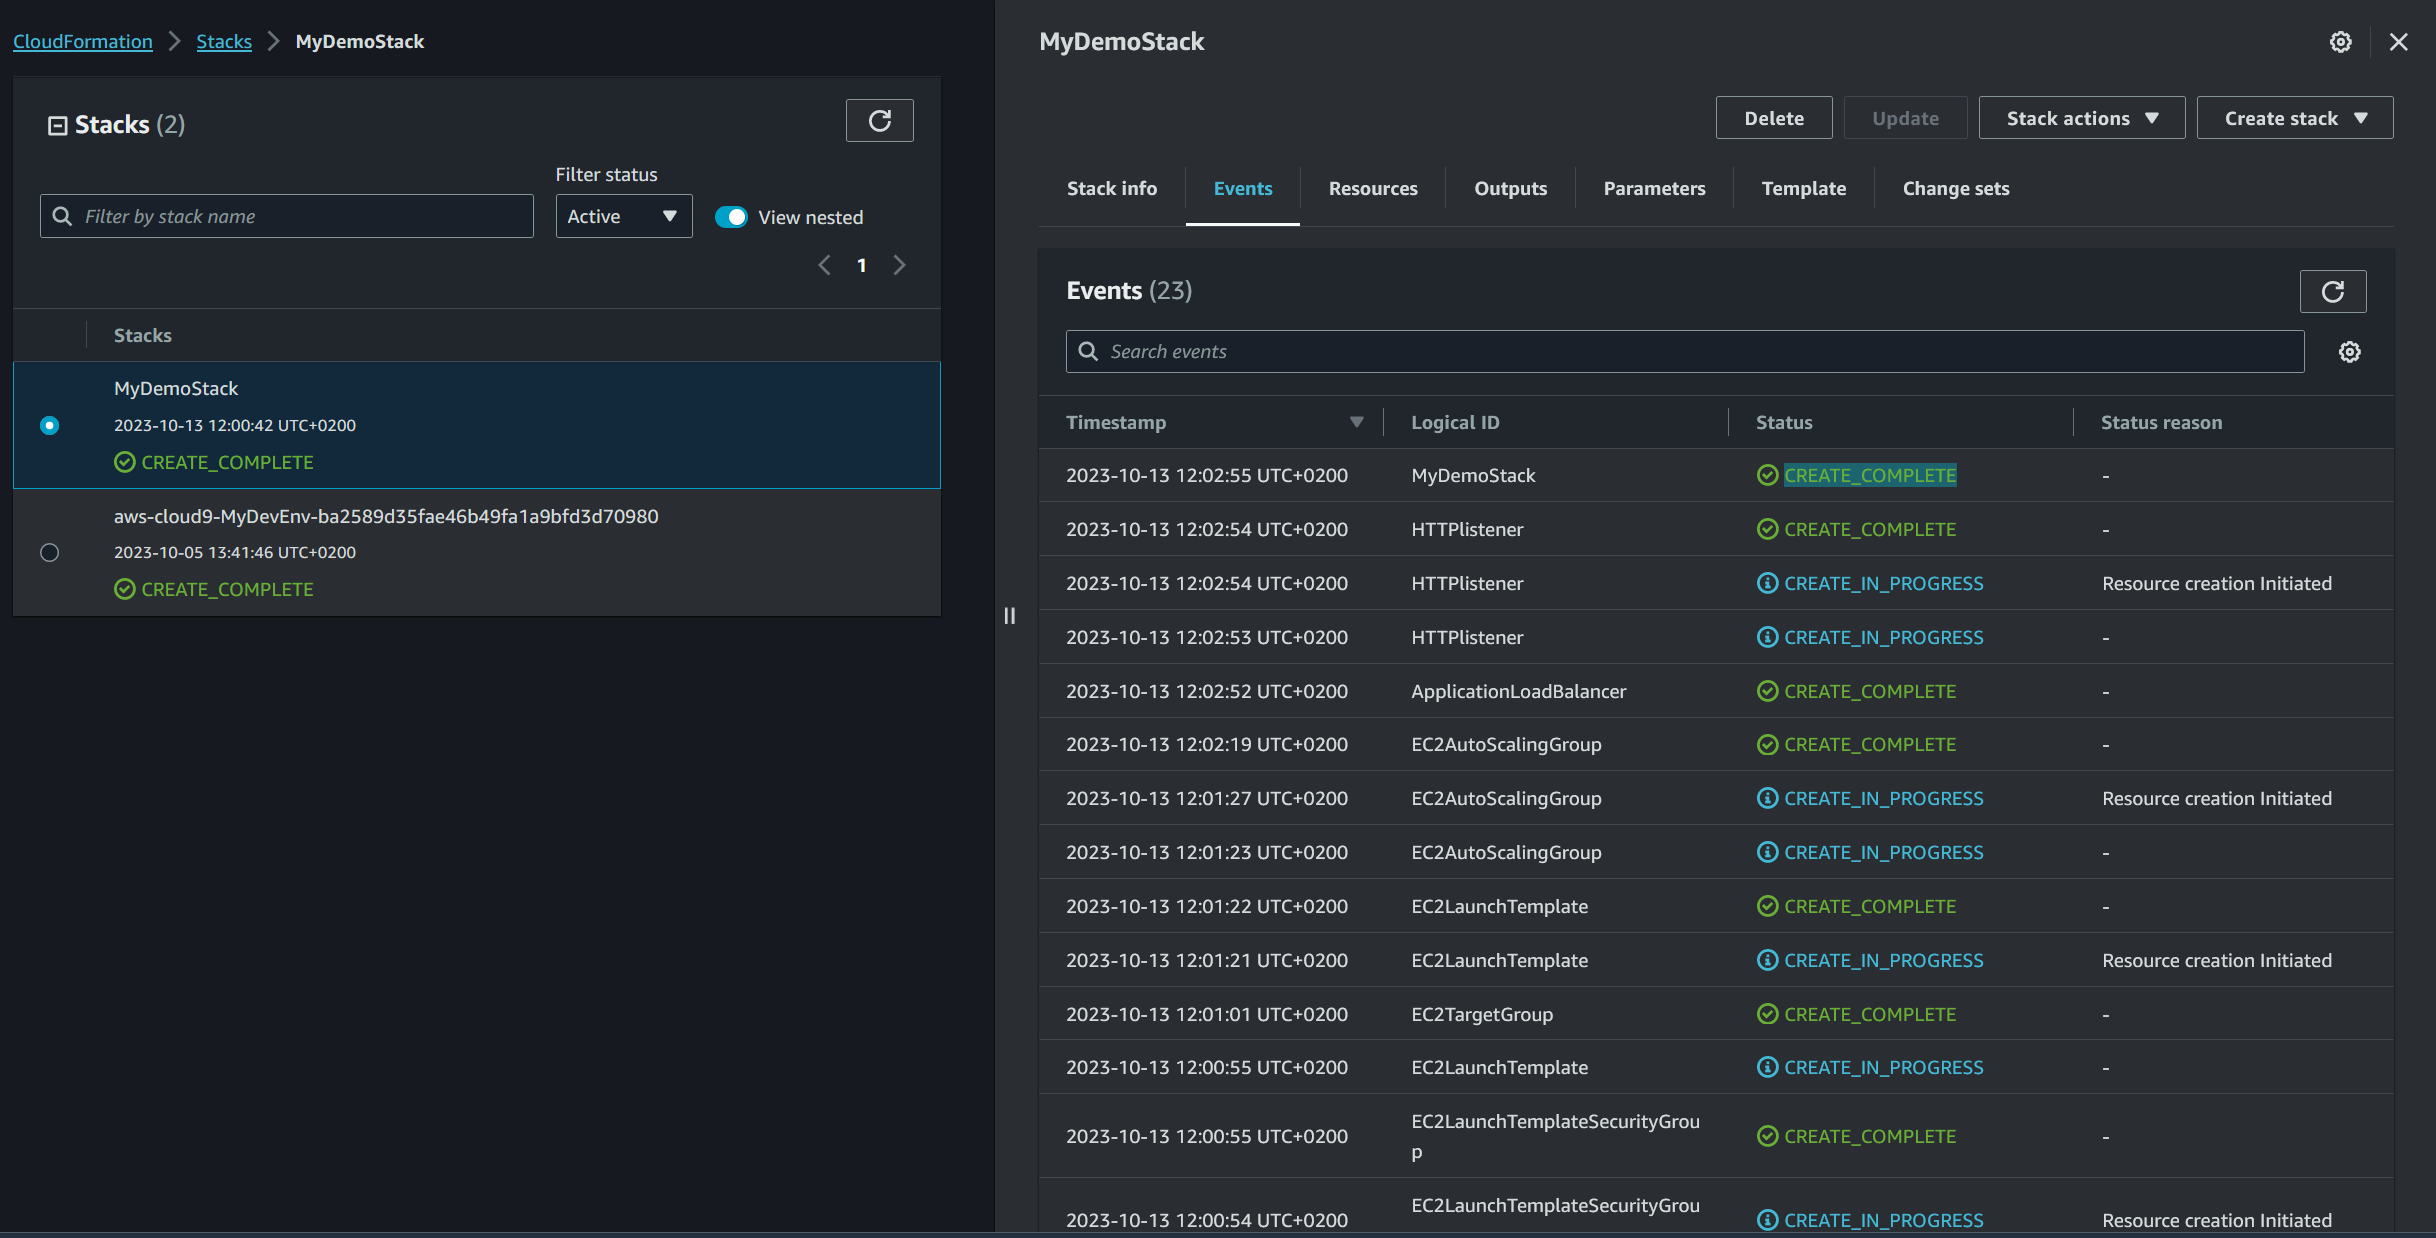 CloudFormation > Stacks > MyDemoStack
Stacks (2)
Filter status
Filter by stack name
Active
View nested
1
Stacks
MyDemoStack
2023-10-13 12:00:42 UTC+0200
CREATE_COMPLETE
aws-cloud9-MyDevEnv-ba2589d35fae46b49fa1a9bfd3d70980
2023-10-05 13:41:46 UTC+0200
CREATE_COMPLETE
MyDemoStack
Delete Update Stack actions Create stack
Stack info Events Resources Outputs Parameters Template Change sets
Events (23)
Search events
Timestamp Logical ID Status Status reason
2023-10-13 12:02:55 UTC+0200 MyDemoStack CREATE_COMPLETE -
2023-10-13 12:02:54 UTC+0200 HTTPlistener CREATE_COMPLETE -
2023-10-13 12:02:54 UTC+0200 HTTPlistener CREATE_IN_PROGRESS Resource creation Initiated
2023-10-13 12:02:53 UTC+0200 HTTPlistener CREATE_IN_PROGRESS -
2023-10-13 12:02:52 UTC+0200 ApplicationLoadBalancer CREATE_COMPLETE -
2023-10-13 12:02:19 UTC+0200 EC2AutoScalingGroup CREATE_COMPLETE -
2023-10-13 12:01:27 UTC+0200 EC2AutoScalingGroup CREATE_IN_PROGRESS Resource creation Initiated
2023-10-13 12:01:23 UTC+0200 EC2AutoScalingGroup CREATE_IN_PROGRESS -
2023-10-13 12:01:22 UTC+0200 EC2LaunchTemplate CREATE_COMPLETE -
2023-10-13 12:01:21 UTC+0200 EC2LaunchTemplate CREATE_IN_PROGRESS Resource creation Initiated
2023-10-13 12:01:01 UTC+0200 EC2TargetGroup CREATE_COMPLETE -
2023-10-13 12:00:55 UTC+0200 EC2LaunchTemplate CREATE_IN_PROGRESS -
EC2LaunchTemplateSecurityGrou
2023-10-13 12:00:55 UTC+0200 CREATE_COMPLETE -
p
EC2LaunchTemplateSecurityGrou
2023-10-13 12:00:54 UTC+0200 CREATE_IN_PROGRESS Resource creation Initiated